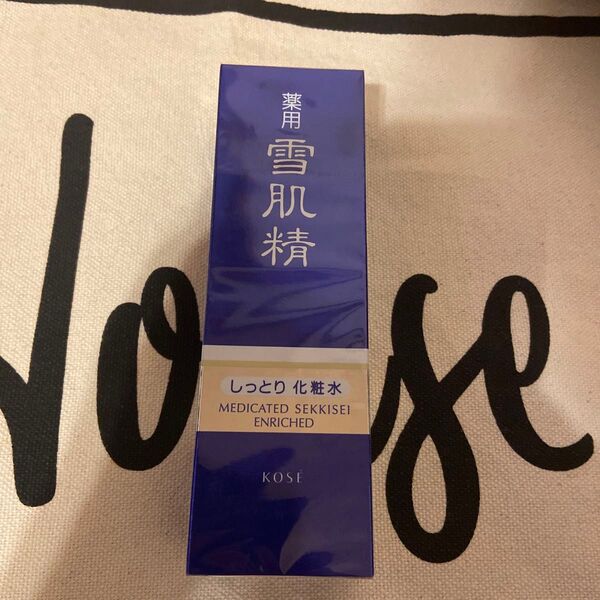 薬用
雪肌精
しっとり 化粧水
MEDICATED SEKKISEI
ENRICHED
KOSÉ